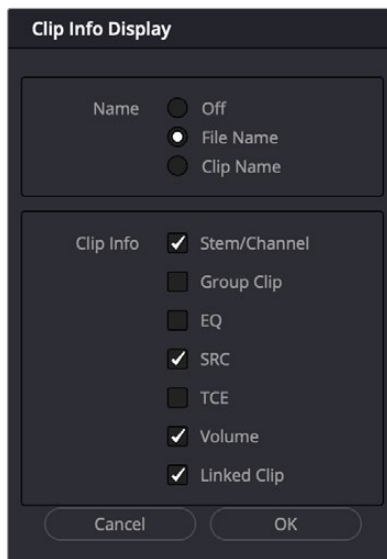 Clip Info Display
Name Off
File Name
Clip Name
Clip Info Stem/Channel
Group Clip
EQ
SRC
TCE
Volume
Linked Clip
Cancel OK